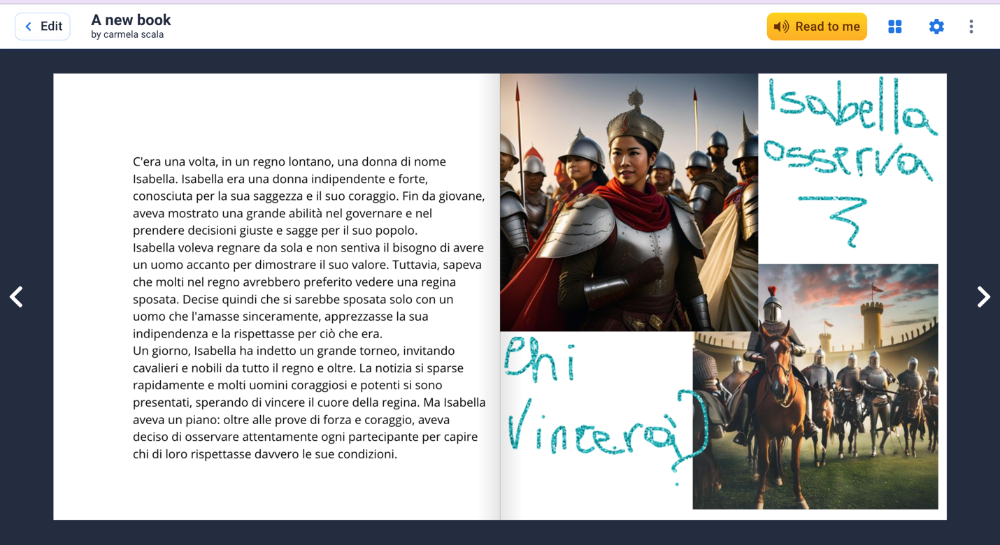 Edit
A new book
by carmela scala
Read to me
C'era una volta, in un regno lontano, una donna di nome
Isabella. Isabella era una donna indipendente e forte,
conosciuta per la sua saggezza e il suo coraggio. Fin da giovane,
aveva mostrato una grande abilità nel governare e nel
prendere decisioni giuste e sagge per il suo popolo.
Isabella voleva regnare da sola e non sentiva il bisogno di avere
un uomo accanto per dimostrare il suo valore. Tuttavia, sapeva
che molti nel regno avrebbero preferito vedere una regina
sposata. Decise quindi che si sarebbe sposata solo con un
uomo che l'amasse sinceramente, apprezzasse la sua
indipendenza e la rispettasse per ciò che era.
Un giorno, Isabella ha indetto un grande torneo, invitando
cavalieri e nobili da tutto il regno e oltre. La notizia si sparse
rapidamente e molti uomini coraggiosi e potenti si sono
presentati, sperando di vincere il cuore della regina. Ma Isabella
aveva un piano: oltre alle prove di forza e coraggio, aveva
deciso di osservare attentamente ogni partecipante per capire
chi di loro rispettasse davvero le sue condizioni.
Isabella
osserva
Chi
Vincerà?